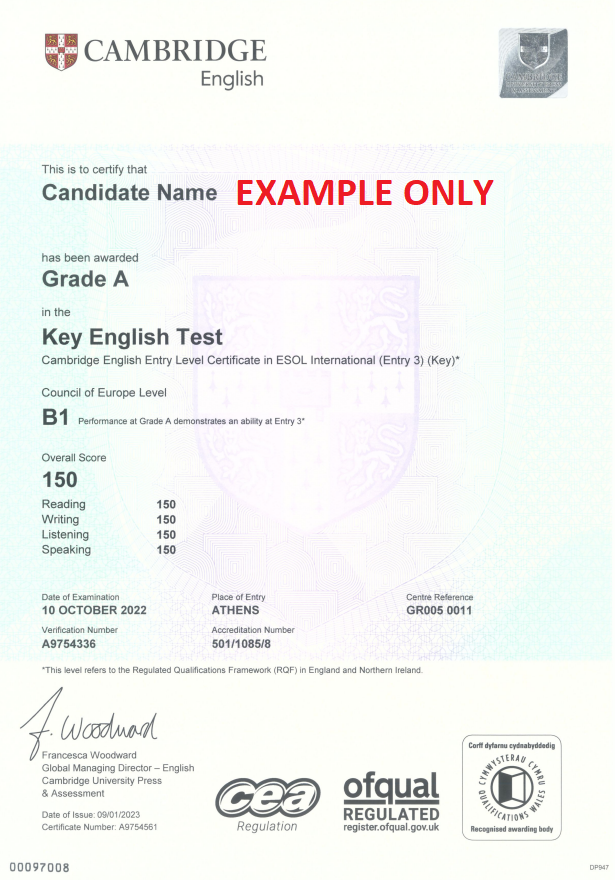 CAMBRIDGE
English
This is to certify that
Candidate Name EXAMPLE ONLY
has been awarded
Grade A
in the
Key English Test
Cambridge English Entry Level Certificate in ESOL International (Entry 3) (Key)*
Council of Europe Level
B1 Performance at Grade A demonstrates an ability at Entry 3*
Overall Score
150
Reading 150
Writing 150
Listening 150
Speaking 150
Date of Examination Place of Entry Centre Reference
10 OCTOBER 2022 ATHENS GR005 0011
Verification Number Accreditation Number
A9754336 501/1085/8
*This level refers to the Regulated Qualifications Framework (RQF) in England and Northern Ireland.
F. Woodward
Francesca Woodward
Global Managing Director – English
Cambridge University Press
& Assessment
Date of Issue: 09/01/2023
Certificate Number: A9754561
cea
Regulation
ofqual
REGULATED
register.ofqual.gov.uk
Corff dyfarnu cydnabyddedig
CYMWYSTERAU CYMRU
QUALIFICATIONS WALES
Recognised awarding body
00097008
DP947